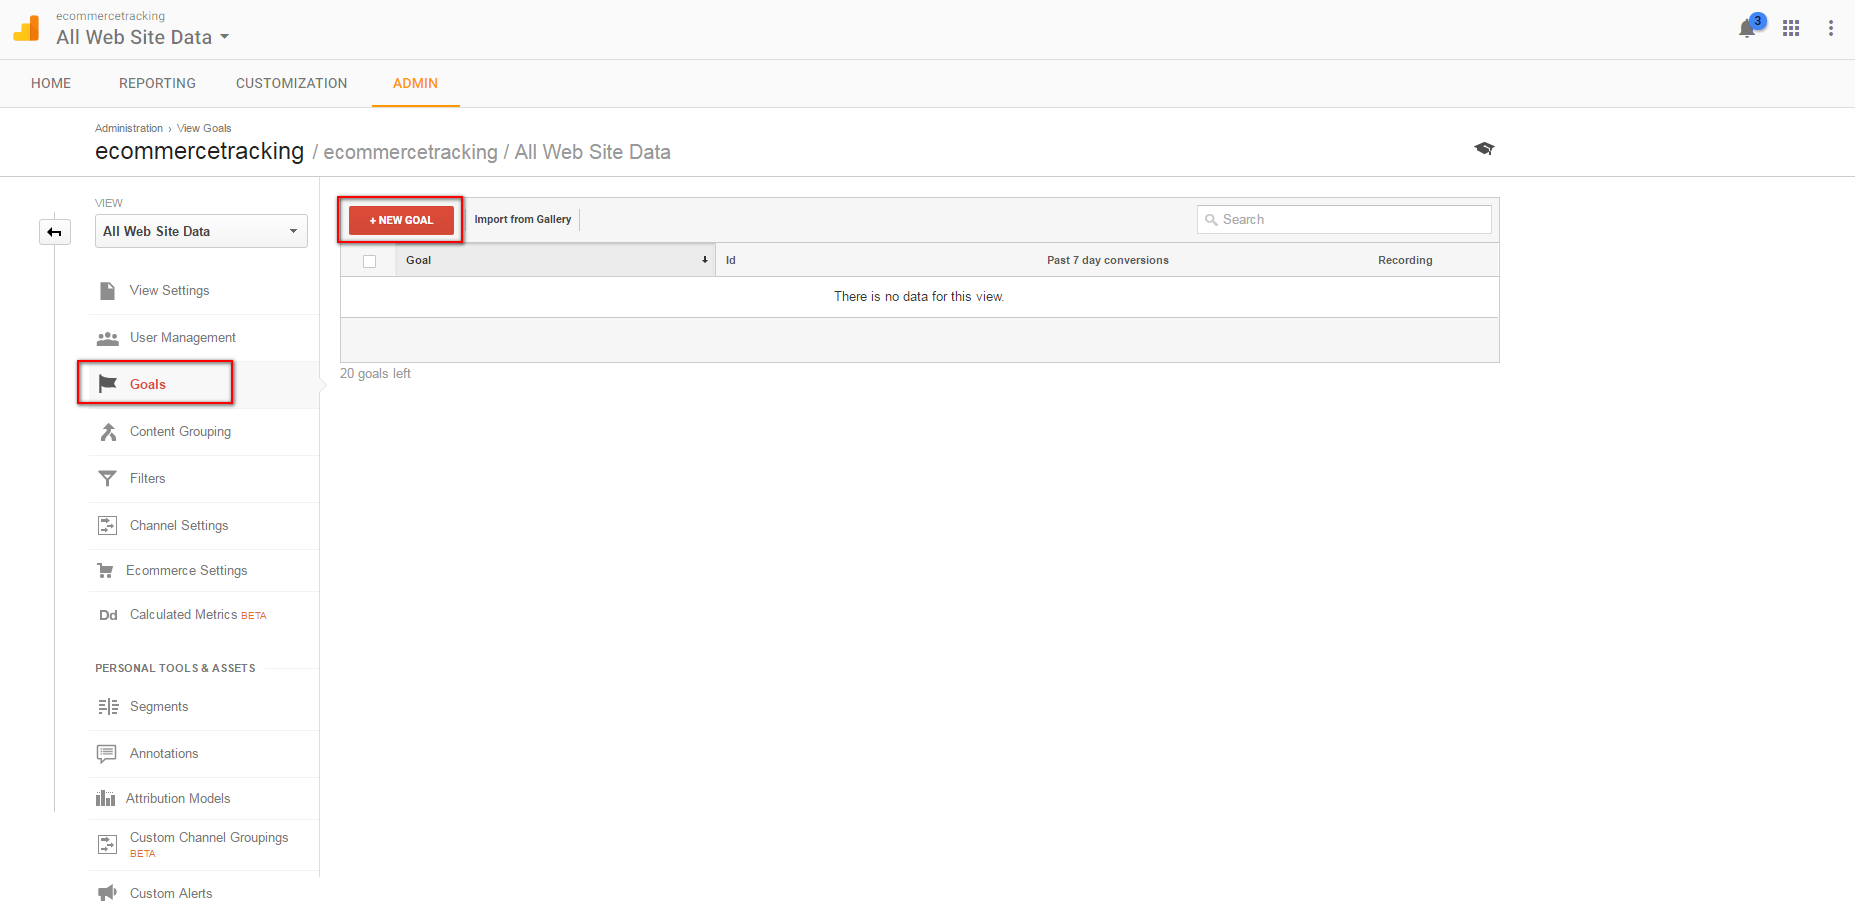 ecommercetracking
All Web Site Data
3
HOME REPORTING CUSTOMIZATION ADMIN
Administration › View Goals
ecommercetracking / ecommercetracking / All Web Site Data
VIEW
All Web Site Data
View Settings
User Management
Goals
Content Grouping
Filters
Channel Settings
Ecommerce Settings
Dd Calculated Metrics BETA
PERSONAL TOOLS & ASSETS
Segments
Annotations
Attribution Models
Custom Channel Groupings
BETA
Custom Alerts
+ NEW GOAL Import from Gallery Search
Goal Id Past 7 day conversions Recording
There is no data for this view.
20 goals left